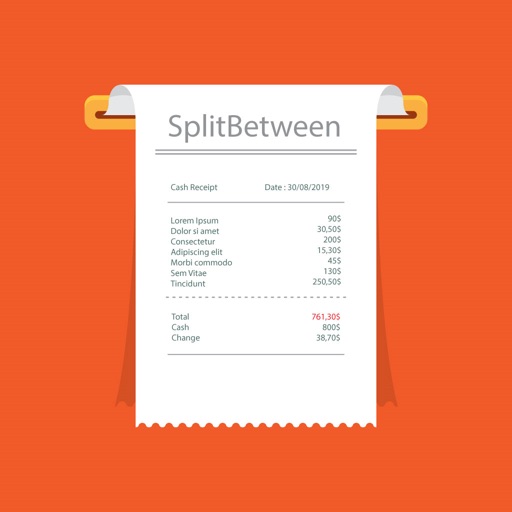 SplitBetween
Cash Receipt Date : 30/08/2019
Lorem Ipsum 90$
Dolor si amet 30,50$
Consectetur 200$
Adipiscing elit 15,30$
Morbi commodo 45$
Sem Vitae 130$
Tincidunt 250,50$
Total 761,30$
Cash 800$
Change 38,70$